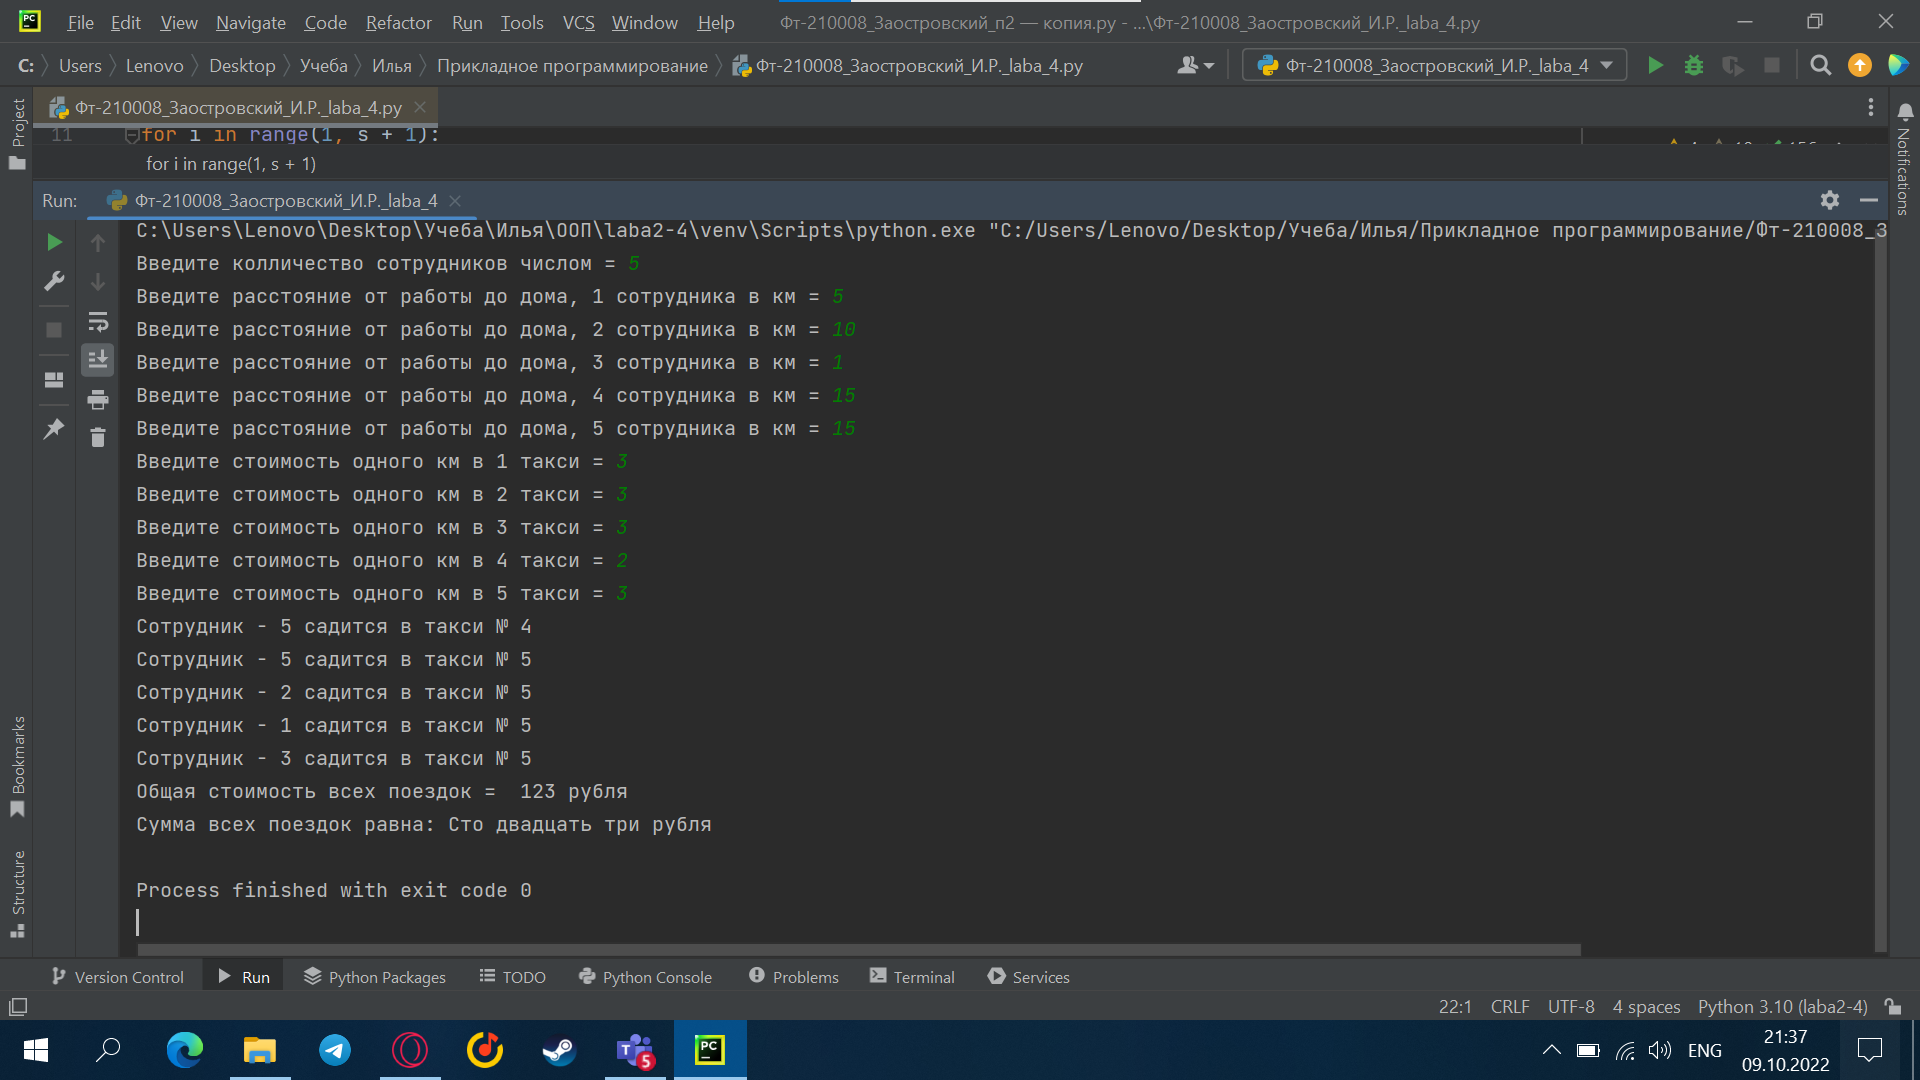 File Edit View Navigate Code Refactor Run Tools VCS Window Help Фт-210008_Заостровский_п2 — копия.py - ...\Фт-210008_Заостровский_И.Р._laba_4.py
C: Users Lenovo Desktop Учеба Илья Прикладное программирование Фт-210008_Заостровский_И.Р._laba_4.py Фт-210008_Заостровский_И.Р._laba_4
Project
Фт-210008_Заостровский_И.Р._laba_4.py
Notifications
11 for i in range(1, s + 1):
for i in range(1, s + 1)
Run: Фт-210008_Заостровский_И.Р._laba_4
C:\Users\Lenovo\Desktop\Учеба\Илья\ООП\laba2-4\venv\Scripts\python.exe "C:/Users/Lenovo/Desktop/Учеба/Илья/Прикладное программирование/Фт-210008_З
Введите колличество сотрудников числом = 5
Введите расстояние от работы до дома, 1 сотрудника в км = 5
Введите расстояние от работы до дома, 2 сотрудника в км = 10
Введите расстояние от работы до дома, 3 сотрудника в км = 1
Введите расстояние от работы до дома, 4 сотрудника в км = 15
Введите расстояние от работы до дома, 5 сотрудника в км = 15
Введите стоимость одного км в 1 такси = 3
Введите стоимость одного км в 2 такси = 3
Введите стоимость одного км в 3 такси = 3
Введите стоимость одного км в 4 такси = 2
Введите стоимость одного км в 5 такси = 3
Сотрудник - 5 садится в такси № 4
Сотрудник - 5 садится в такси № 5
Сотрудник - 2 садится в такси № 5
Сотрудник - 1 садится в такси № 5
Сотрудник - 3 садится в такси № 5
Общая стоимость всех поездок =  123 рубля
Сумма всех поездок равна: Сто двадцать три рубля
Process finished with exit code 0
Bookmarks
Structure
Version Control Run Python Packages TODO Python Console Problems Terminal Services
22:1 CRLF UTF-8 4 spaces Python 3.10 (laba2-4)
5 PC ENG 21:37
09.10.2022